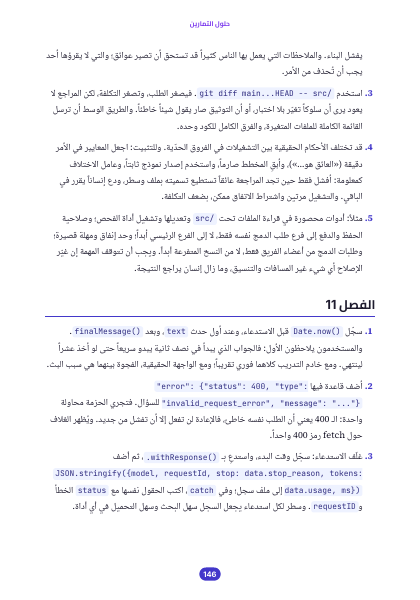 حلول التمارين
يفشل البناء. والملاحظات التي يعمل بها الناس كثيراً قد تستحق أن تصير عوائق؛ والتي لا يقرؤها أحد
يجب أن تُحذف من الأمر.
3. استخدم git diff main...HEAD -- src/ . فيصغر الطلب، وتصغر التكلفة، لكن المراجع لا
يعود يرى أن سلوكاً تغيّر بلا اختبار، أو أن التوثيق صار يقول شيئاً خاطئاً. والطريق الوسط أن ترسل
القائمة الكاملة للملفات المتغيرة، والفرق الكامل للكود وحده.
4. قد تختلف الأحكام الحقيقية بين التشغيلات في الفروق الحدّية. وللتثبيت: اجعل المعايير في الأمر
دقيقة («العائق هو...»)، وأبقِ المخطط صارماً، واستخدم إصدار نموذج ثابتاً، وعامل الاختلاف
كمعلومة: أفشل فقط حين تجد المراجعة عائقاً تستطيع تسميته بملف وسطر، ودع إنساناً يقرر في
الباقي. والتشغيل مرتين واشتراط الاتفاق ممكن، بضعف التكلفة.
5. مثلاً: أدوات محصورة في قراءة الملفات تحت src/ وتعديلها وتشغيل أداة الفحص؛ وصلاحية
الحفظ والدفع إلى فرع طلب الدمج نفسه فقط، لا إلى الفرع الرئيسي أبداً؛ وحد إنفاق ومهلة قصيرة؛
وطلبات الدمج من أعضاء الفريق فقط، لا من النسخ المتفرعة أبداً. ويجب أن تتوقف المهمة إن غيّر
الإصلاح أي شيء غير المسافات والتنسيق، وما زال إنسان يراجع النتيجة.
الفصل 11
1. سجّل Date.now() قبل الاستدعاء، وعند أول حدث text ، وبعد finalMessage() .
والمستخدمون يلاحظون الأول: فالجواب الذي يبدأ في نصف ثانية يبدو سريعاً حتى لو أخذ عشراً
لينتهي. ومع خادم التدريب كلاهما فوري تقريباً؛ ومع الواجهة الحقيقية، الفجوة بينهما هي سبب البث.
2. أضف قاعدة فيها "error": {"status": 400, "type":
"invalid_request_error", "message": "..."} للسؤال. فتجري الحزمة محاولة
واحدة: الـ 400 يعني أن الطلب نفسه خاطئ، فالإعادة لن تفعل إلا أن تفشل من جديد. ويُظهر الغلاف
حول fetch رمز 400 واحداً.
3. غلّف الاستدعاء: سجّل وقت البدء، واستدعِ بـ .withResponse() ، ثم أضف
JSON.stringify({model, requestId, stop: data.stop_reason, tokens:
data.usage, ms}) إلى ملف سجل؛ وفي catch ، اكتب الحقول نفسها مع status الخطأ
و requestID . وسطر لكل استدعاء يجعل السجل سهل البحث وسهل التحميل في أي أداة.
146